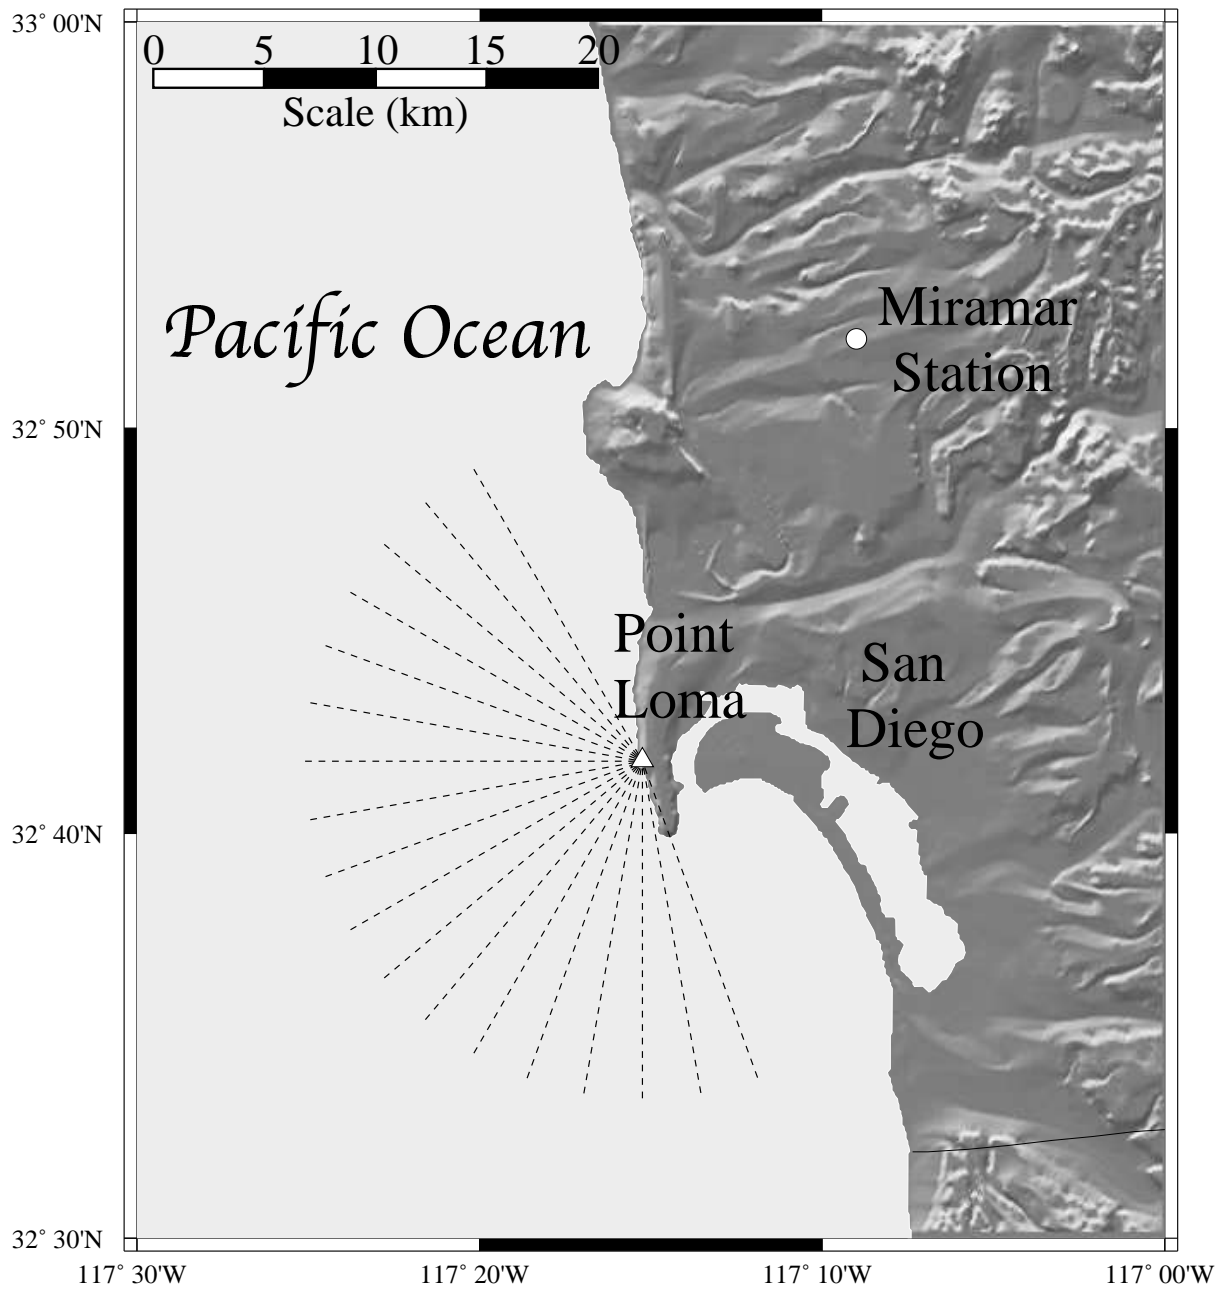 33° 00'N
0 5 10 15 20
Scale (km)
Miramar
Station
Pacific Ocean
32° 50'N
Point
Loma
San
Diego
32° 40'N
32° 30'N
117° 30'W 117° 20'W 117° 10'W 117° 00'W